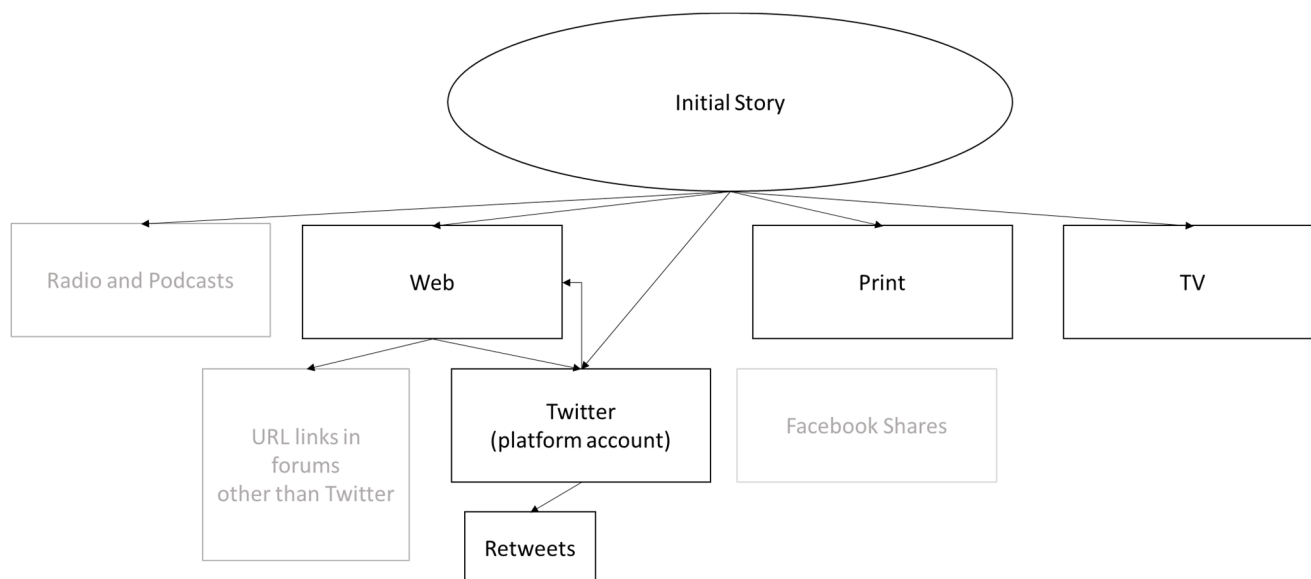 Initial Story
Radio and Podcasts
Web
Print
TV
URL links in
forums
other than Twitter
Twitter
(platform account)
Facebook Shares
Retweets